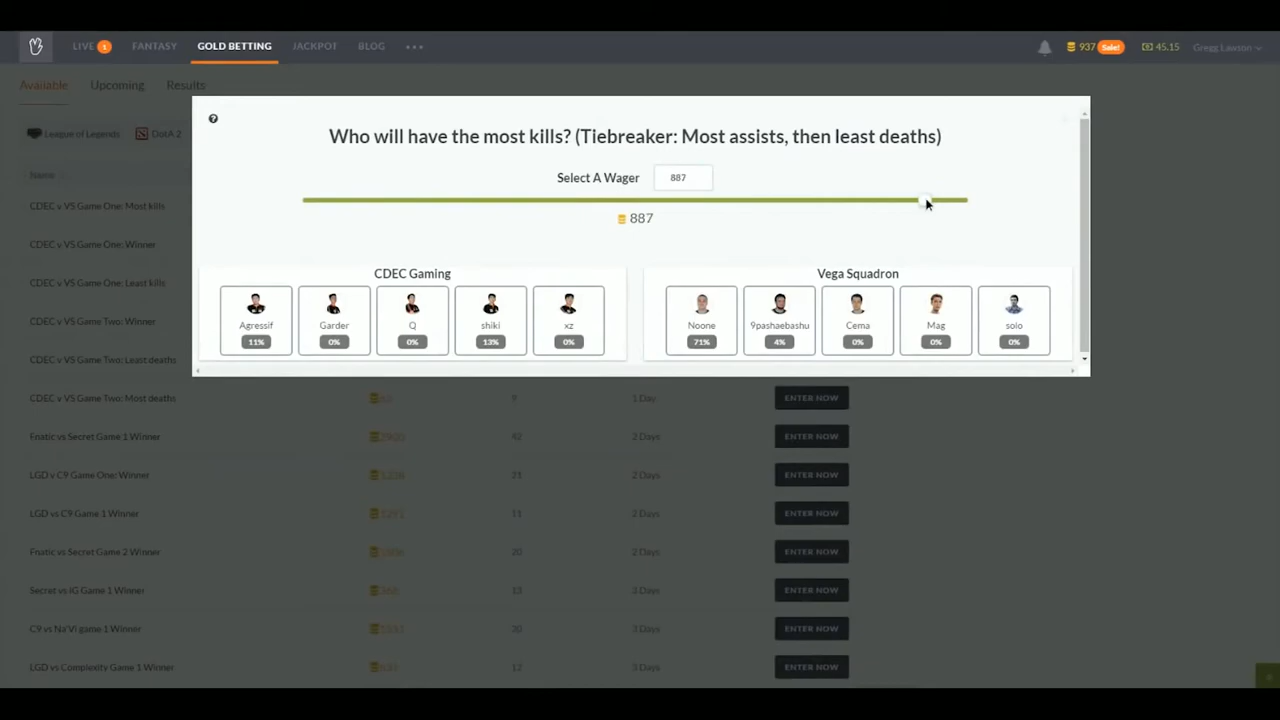 LIVE 1 FANTASY GOLD BETTING JACKPOT BLOG 937 Sale! 45.15 Gregg Lawson
Available Upcoming Results
League of Legends DotA 2
Name
Who will have the most kills? (Tiebreaker: Most assists, then least deaths)
Select A Wager 887
887
CDEC Gaming Vega Squadron
Agressif Garder Q shiki xz Noone 9pashaebashu Cema Mag solo
11% 0% 0% 13% 0% 71% 4% 0% 0% 0%
CDEC v VS Game One: Most kills
CDEC v VS Game One: Winner
CDEC v VS Game One: Least kills
CDEC v VS Game Two: Winner
CDEC v VS Game Two: Least deaths
CDEC v VS Game Two: Most deaths 9 1 Day ENTER NOW
Fnatic vs Secret Game 1 Winner 42 2 Days ENTER NOW
LGD v C9 Game One: Winner 21 2 Days ENTER NOW
LGD vs C9 Game 1 Winner 11 2 Days ENTER NOW
Fnatic vs Secret Game 2 Winner 20 2 Days ENTER NOW
Secret vs IG Game 1 Winner 13 3 Days ENTER NOW
C9 vs Na'Vi game 1 Winner 20 3 Days ENTER NOW
LGD vs Complexity Game 1 Winner 12 3 Days ENTER NOW